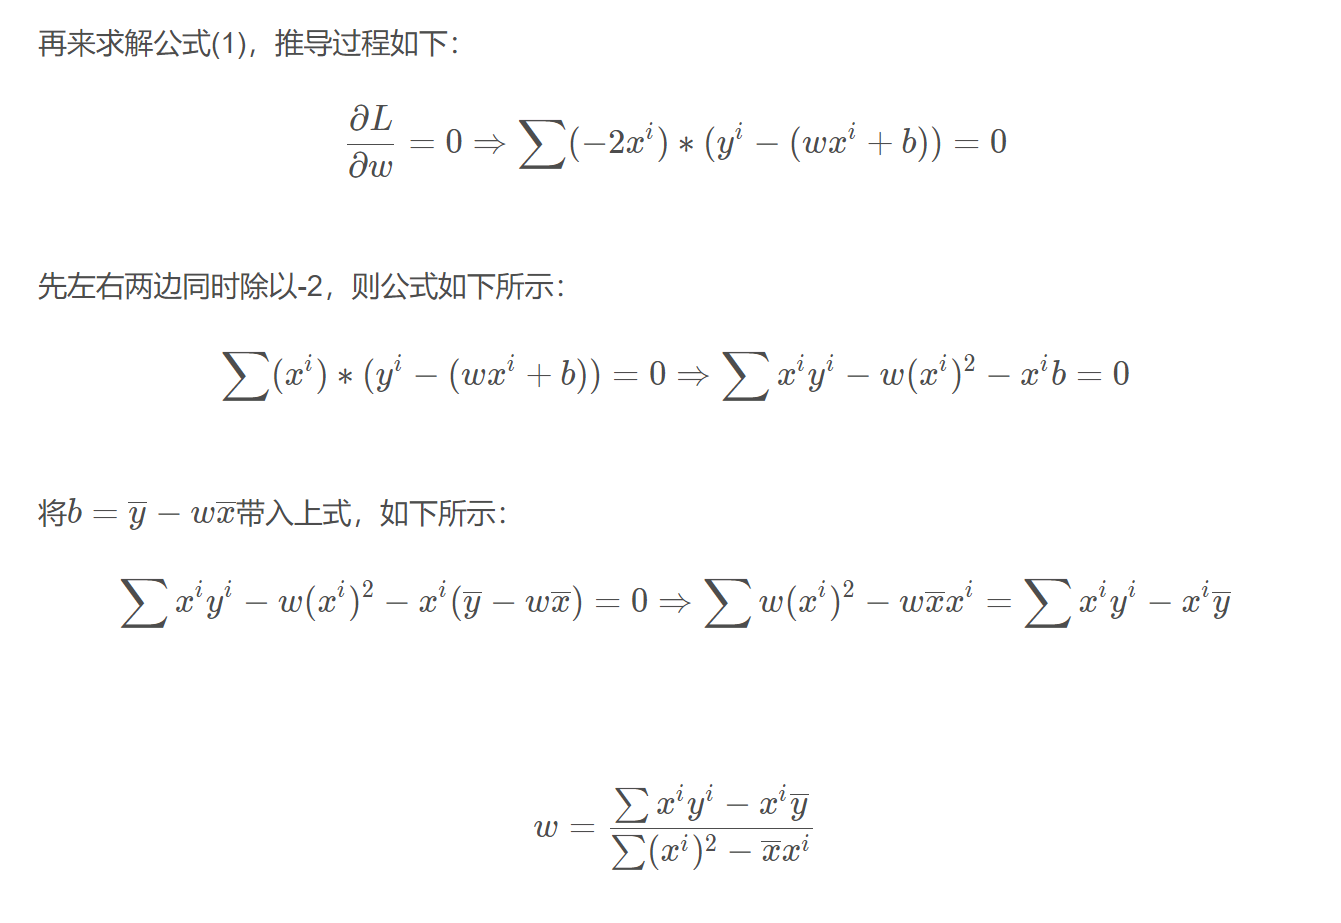 再来求解公式(1)，推导过程如下：
$\frac{\partial L}{\partial w} = 0 \Rightarrow \sum (-2x^i) * (y^i - (wx^i + b)) = 0$
先左右两边同时除以-2，则公式如下所示：
$\sum (x^i) * (y^i - (wx^i + b)) = 0 \Rightarrow \sum x^i y^i - w(x^i)^2 - x^i b = 0$
将$b = \overline{y} - w\overline{x}$带入上式，如下所示：
$\sum x^i y^i - w(x^i)^2 - x^i (\overline{y} - w\overline{x}) = 0 \Rightarrow \sum w(x^i)^2 - w\overline{x}x^i = \sum x^i y^i - x^i \overline{y}$
$w = \frac{\sum x^i y^i - x^i \overline{y}}{\sum (x^i)^2 - \overline{x}x^i}$